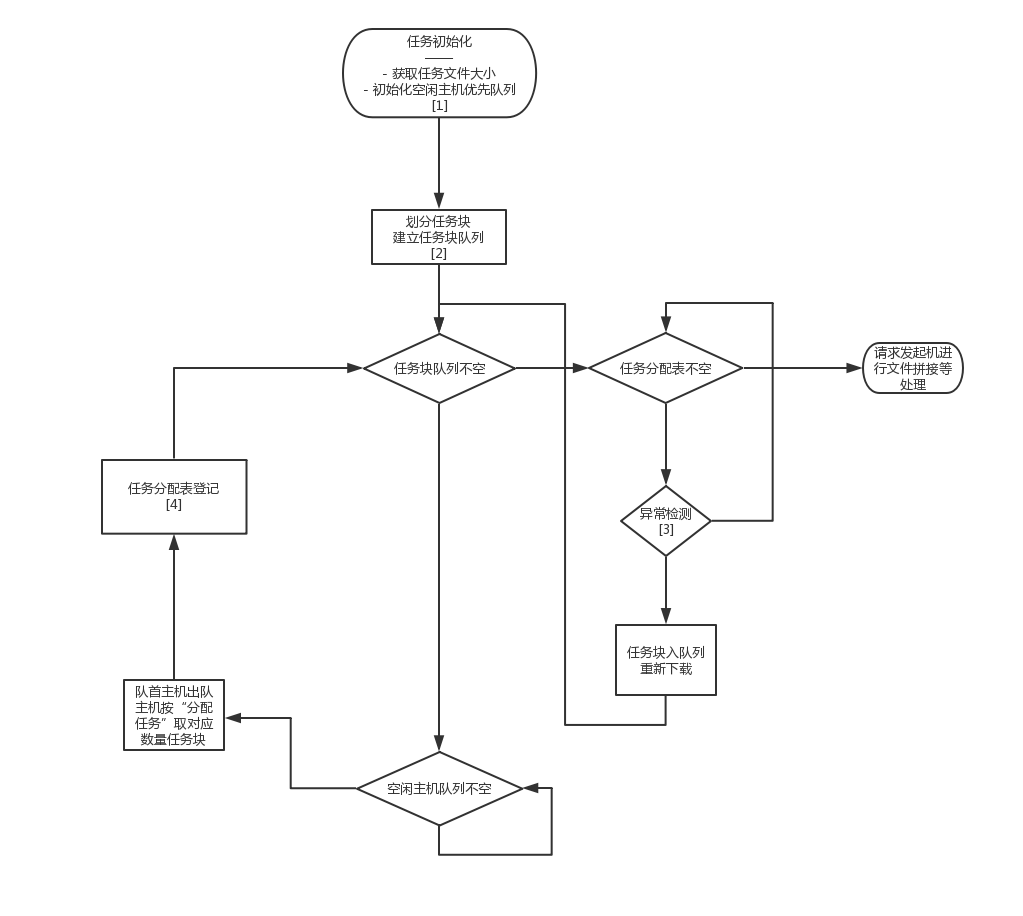 任务初始化
——
- 获取任务文件大小
- 初始化空闲主机优先队列
[1]
划分任务块
建立任务块队列
[2]
任务块队列不空
任务分配表不空
请求发起机进
行文件拼接等
处理
任务分配表登记
[4]
异常检测
[3]
任务块入队列
重新下载
队首主机出队
主机按“分配
任务”取对应
数量任务块
空闲主机队列不空